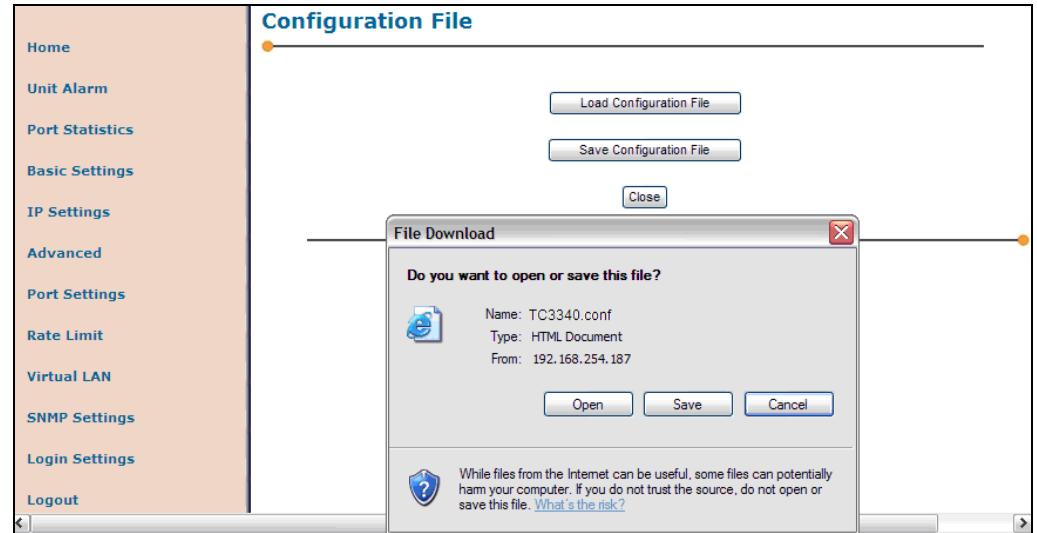 Configuration File
Home
Unit Alarm
Port Statistics
Basic Settings
IP Settings
Advanced
Port Settings
Rate Limit
Virtual LAN
SNMP Settings
Login Settings
Logout
Load Configuration File
Save Configuration File
Close
File Download
Do you want to open or save this file?
Name: TC3340.conf
Type: HTML Document
From: 192.168.254.187
Open Save Cancel
While files from the Internet can be useful, some files can potentially
harm your computer. If you do not trust the source, do not open or
save this file. What's the risk?